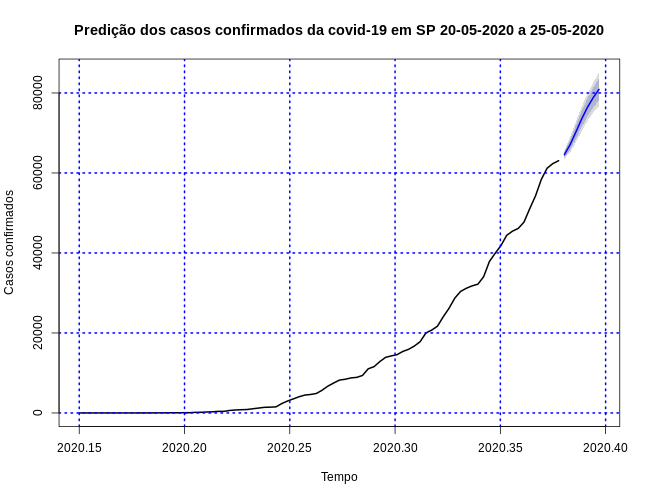 Predição dos casos confirmados da covid-19 em SP 20-05-2020 a 25-05-2020
Casos confirmados
80000
60000
40000
20000
0
2020.15 2020.20 2020.25 2020.30 2020.35 2020.40
Tempo